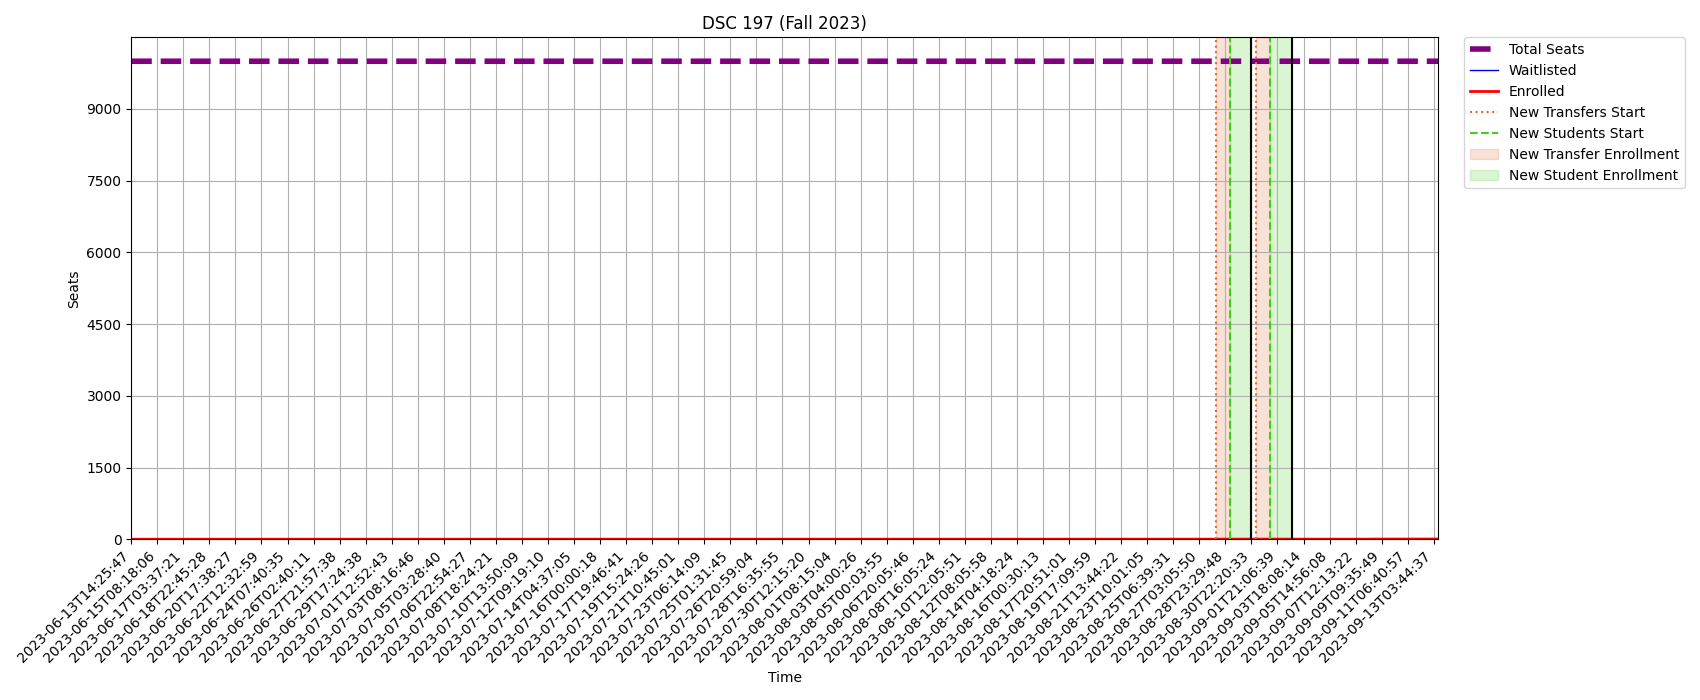 DSC 197 (Fall 2023)
Total Seats
Waitlisted
Enrolled
New Transfers Start
New Students Start
New Transfer Enrollment
New Student Enrollment
Seats
9000
7500
6000
4500
3000
1500
0
2023-06-13T14:25:47
2023-06-15T08:18:06
2023-06-17T03:37:21
2023-06-18T22:45:28
2023-06-20T17:38:27
2023-06-22T12:32:59
2023-06-24T07:40:35
2023-06-26T02:40:11
2023-06-27T21:57:38
2023-06-29T17:24:38
2023-07-01T12:52:43
2023-07-03T08:16:46
2023-07-05T03:28:40
2023-07-06T22:54:27
2023-07-08T18:24:21
2023-07-10T13:50:09
2023-07-12T09:19:10
2023-07-14T04:37:05
2023-07-16T00:00:18
2023-07-17T19:46:41
2023-07-19T15:24:26
2023-07-21T10:45:01
2023-07-23T06:14:09
2023-07-25T01:31:45
2023-07-26T20:59:04
2023-07-28T16:35:55
2023-07-30T12:15:20
2023-08-01T08:15:04
2023-08-03T04:00:26
2023-08-05T00:03:55
2023-08-06T20:05:46
2023-08-08T16:05:24
2023-08-10T12:05:51
2023-08-12T08:05:58
2023-08-14T04:18:24
2023-08-16T00:30:13
2023-08-17T20:51:01
2023-08-19T17:09:59
2023-08-21T13:44:22
2023-08-23T10:01:05
2023-08-25T06:39:31
2023-08-27T03:05:50
2023-08-28T23:29:48
2023-08-30T22:20:33
2023-09-01T21:06:39
2023-09-03T18:08:14
2023-09-05T14:56:08
2023-09-07T12:13:22
2023-09-09T09:35:49
2023-09-11T06:40:57
2023-09-13T03:44:37
Time